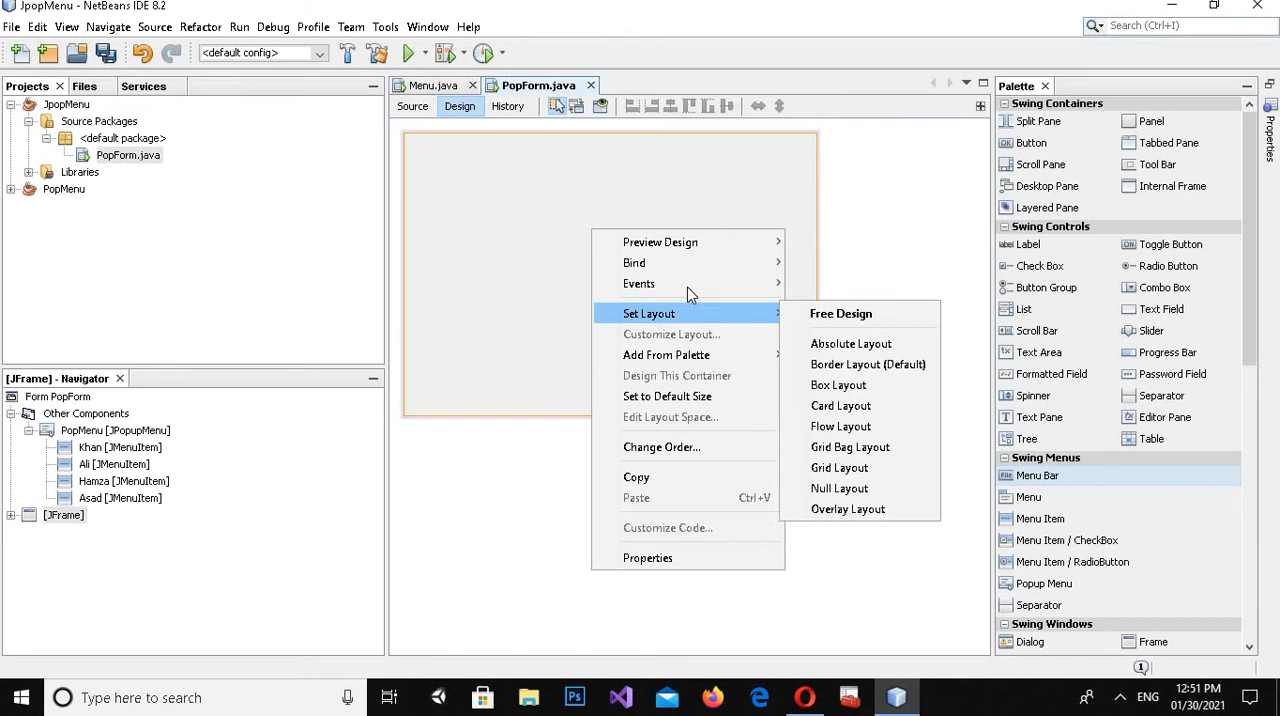 JpopMenu - NetBeans IDE 8.2
File Edit View Navigate Source Refactor Run Debug Profile Team Tools Window Help
Search (Ctrl+I)
<default config>
Projects Files Services
JpopMenu
Source Packages
<default package>
PopForm.java
Libraries
PopMenu
[JFrame] - Navigator
Form PopForm
Other Components
PopMenu [JPopupMenu]
Khan [JMenuItem]
Ali [JMenuItem]
Hamza [JMenuItem]
Asad [JMenuItem]
[JFrame]
Menu.java PopForm.java
Source Design History
Preview Design
Bind
Events
Set Layout
Customize Layout...
Add From Palette
Design This Container
Set to Default Size
Edit Layout Space...
Change Order...
Copy
Paste Ctrl+V
Customize Code...
Properties
Free Design
Absolute Layout
Border Layout (Default)
Box Layout
Card Layout
Flow Layout
Grid Bag Layout
Grid Layout
Null Layout
Overlay Layout
Palette
Swing Containers
Split Pane Panel
Button Tabbed Pane
Scroll Pane Tool Bar
Desktop Pane Internal Frame
Layered Pane
Swing Controls
Label Toggle Button
Check Box Radio Button
Button Group Combo Box
List Text Field
Scroll Bar Slider
Text Area Progress Bar
Formatted Field Password Field
Spinner Separator
Text Pane Editor Pane
Tree Table
Swing Menus
Menu Bar
Menu
Menu Item
Menu Item / CheckBox
Menu Item / RadioButton
Popup Menu
Separator
Swing Windows
Dialog Frame
Properties
1
Type here to search
Ps
ENG
12:51 PM
01/30/2021